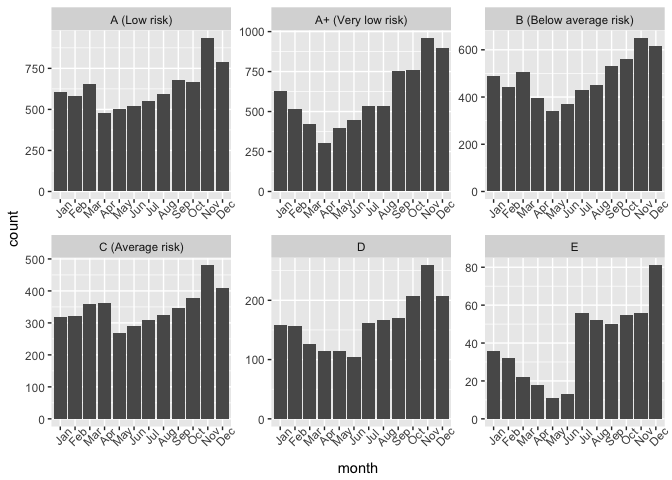 A (Low risk)
A+ (Very low risk)
B (Below average risk)
750
500
250
0
1000
750
500
250
0
600
400
200
0
Jan Feb Mar Apr May Jun Jul Aug Sep Oct Nov Dec
Jan Feb Mar Apr May Jun Jul Aug Sep Oct Nov Dec
Jan Feb Mar Apr May Jun Jul Aug Sep Oct Nov Dec
count
C (Average risk)
D
E
500
400
300
200
100
0
200
100
0
80
60
40
20
0
Jan Feb Mar Apr May Jun Jul Aug Sep Oct Nov Dec
Jan Feb Mar Apr May Jun Jul Aug Sep Oct Nov Dec
Jan Feb Mar Apr May Jun Jul Aug Sep Oct Nov Dec
month